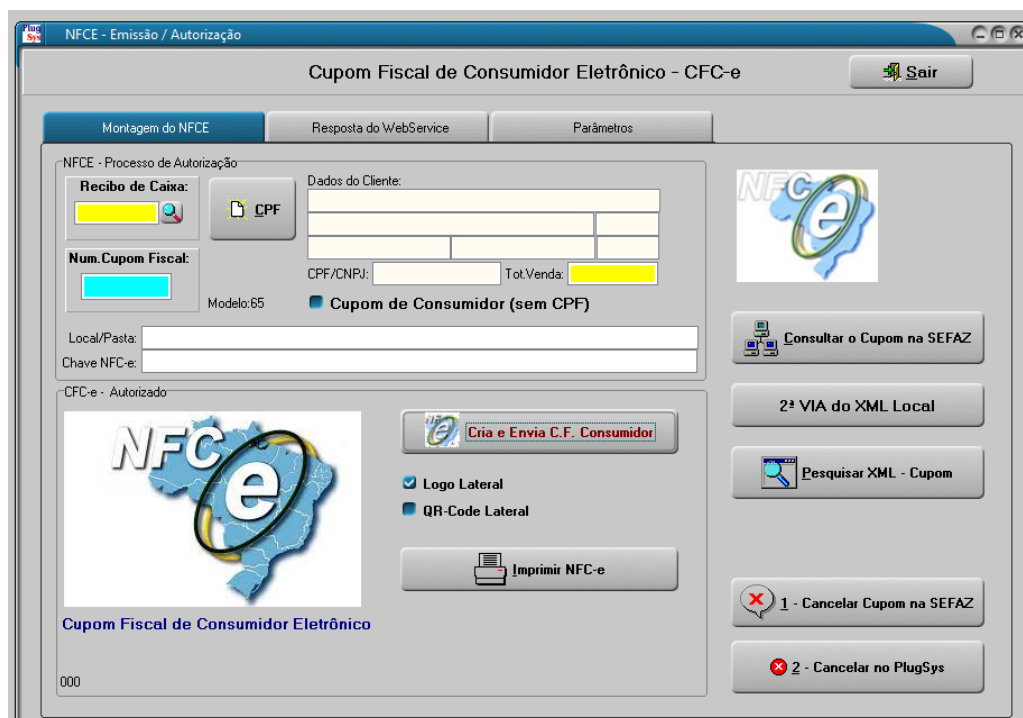 Plug
Sys
NFCE - Emissão / Autorização
Cupom Fiscal de Consumidor Eletrônico - CFC-e
Sair
Montagem do NFCE
Resposta do WebService
Parâmetros
NFCE - Processo de Autorização
Recibo de Caixa:
CPF
Dados do Cliente:
Num.Cupom Fiscal:
CPF/CNPJ:
Tot.Venda:
Modelo:65
Cupom de Consumidor (sem CPF)
Local/Pasta:
Chave NFC-e:
NFC
e
Consultar o Cupom na SEFAZ
2ª VIA do XML Local
Pesquisar XML - Cupom
CFC-e - Autorizado
NFC
e
Cria e Envia C.F. Consumidor
Logo Lateral
QR-Code Lateral
Imprimir NFC-e
Cupom Fiscal de Consumidor Eletrônico
000
1 - Cancelar Cupom na SEFAZ
2 - Cancelar no PlugSys